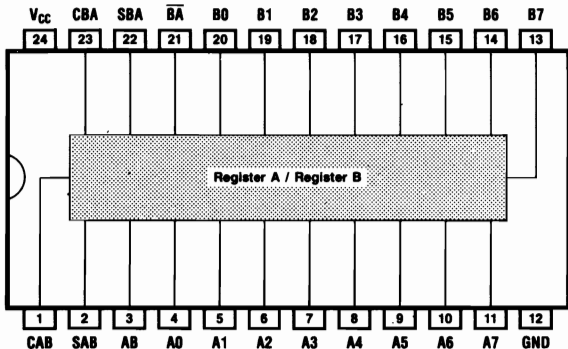 VCC CBA SBA BA B0 B1 B2 B3 B4 B5 B6 B7
24 23 22 21 20 19 18 17 16 15 14 13
Register A / Register B
1 2 3 4 5 6 7 8 9 10 11 12
CAB SAB AB A0 A1 A2 A3 A4 A5 A6 A7 GND